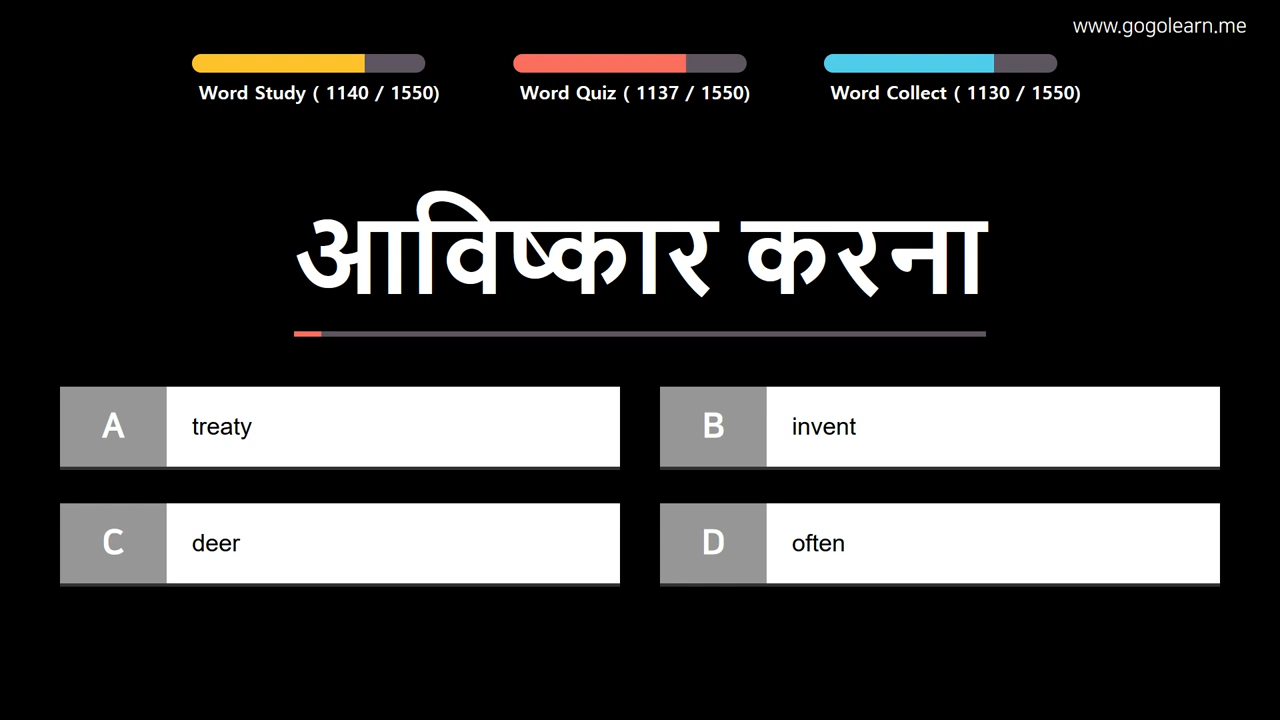 www.gogolearn.me
Word Study ( 1140 / 1550)
Word Quiz ( 1137 / 1550)
Word Collect ( 1130 / 1550)
आविष्कार करना
A treaty
B invent
C deer
D often